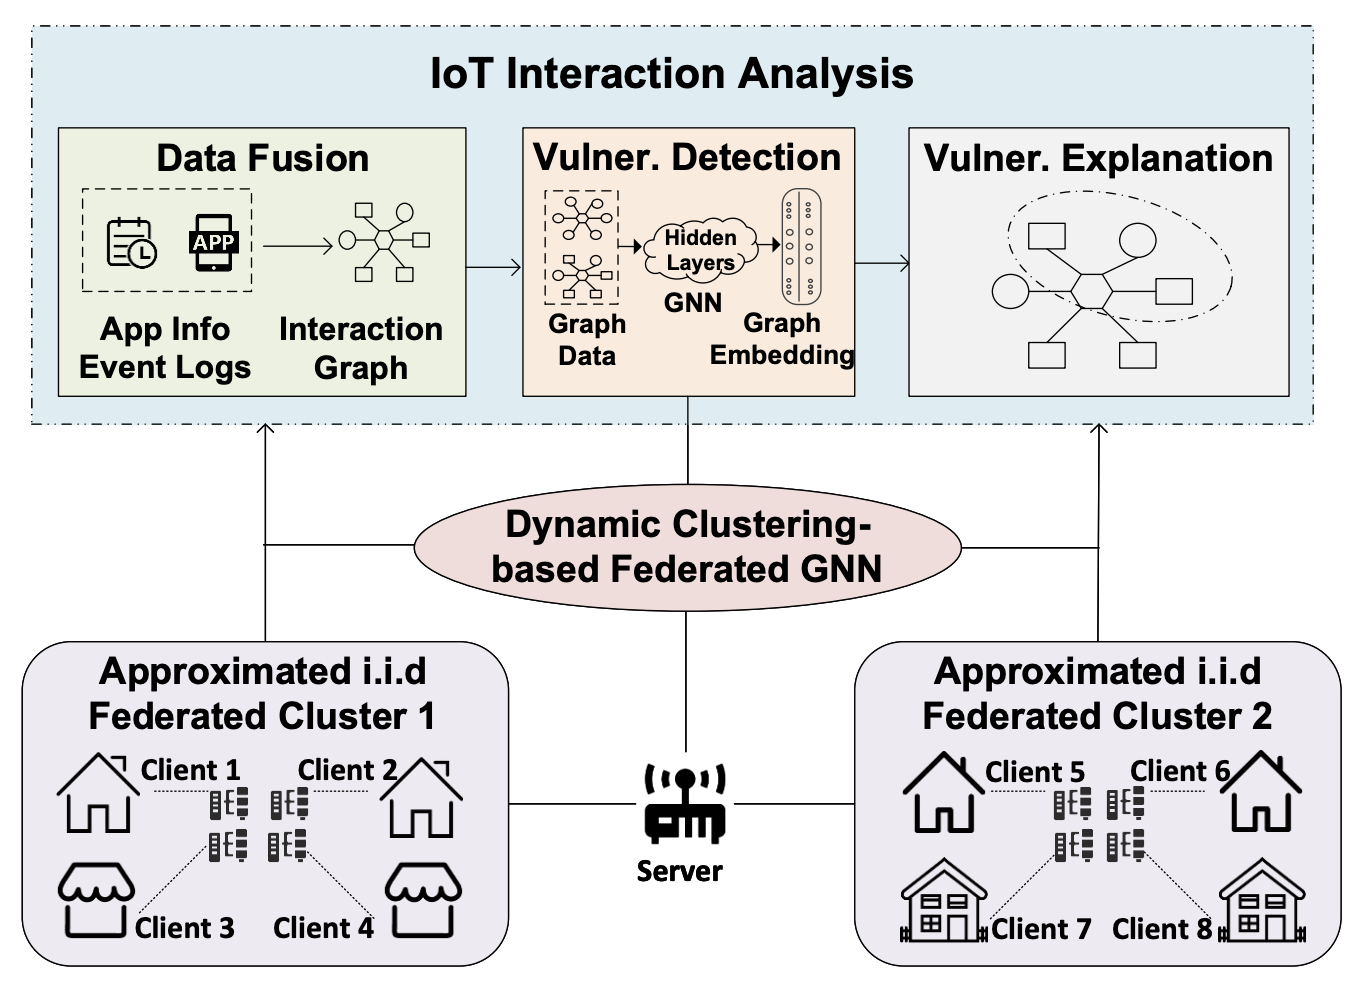 IoT Interaction Analysis
Data Fusion
APP
App Info
Event Logs
Interaction
Graph
Vulner. Detection
Graph
Data
Hidden
Layers
GNN
Graph
Embedding
Vulner. Explanation
Dynamic Clustering-
based Federated GNN
Approximated i.i.d
Federated Cluster 1
Client 1
Client 2
Client 3
Client 4
Server
Approximated i.i.d
Federated Cluster 2
Client 5
Client 6
Client 7
Client 8